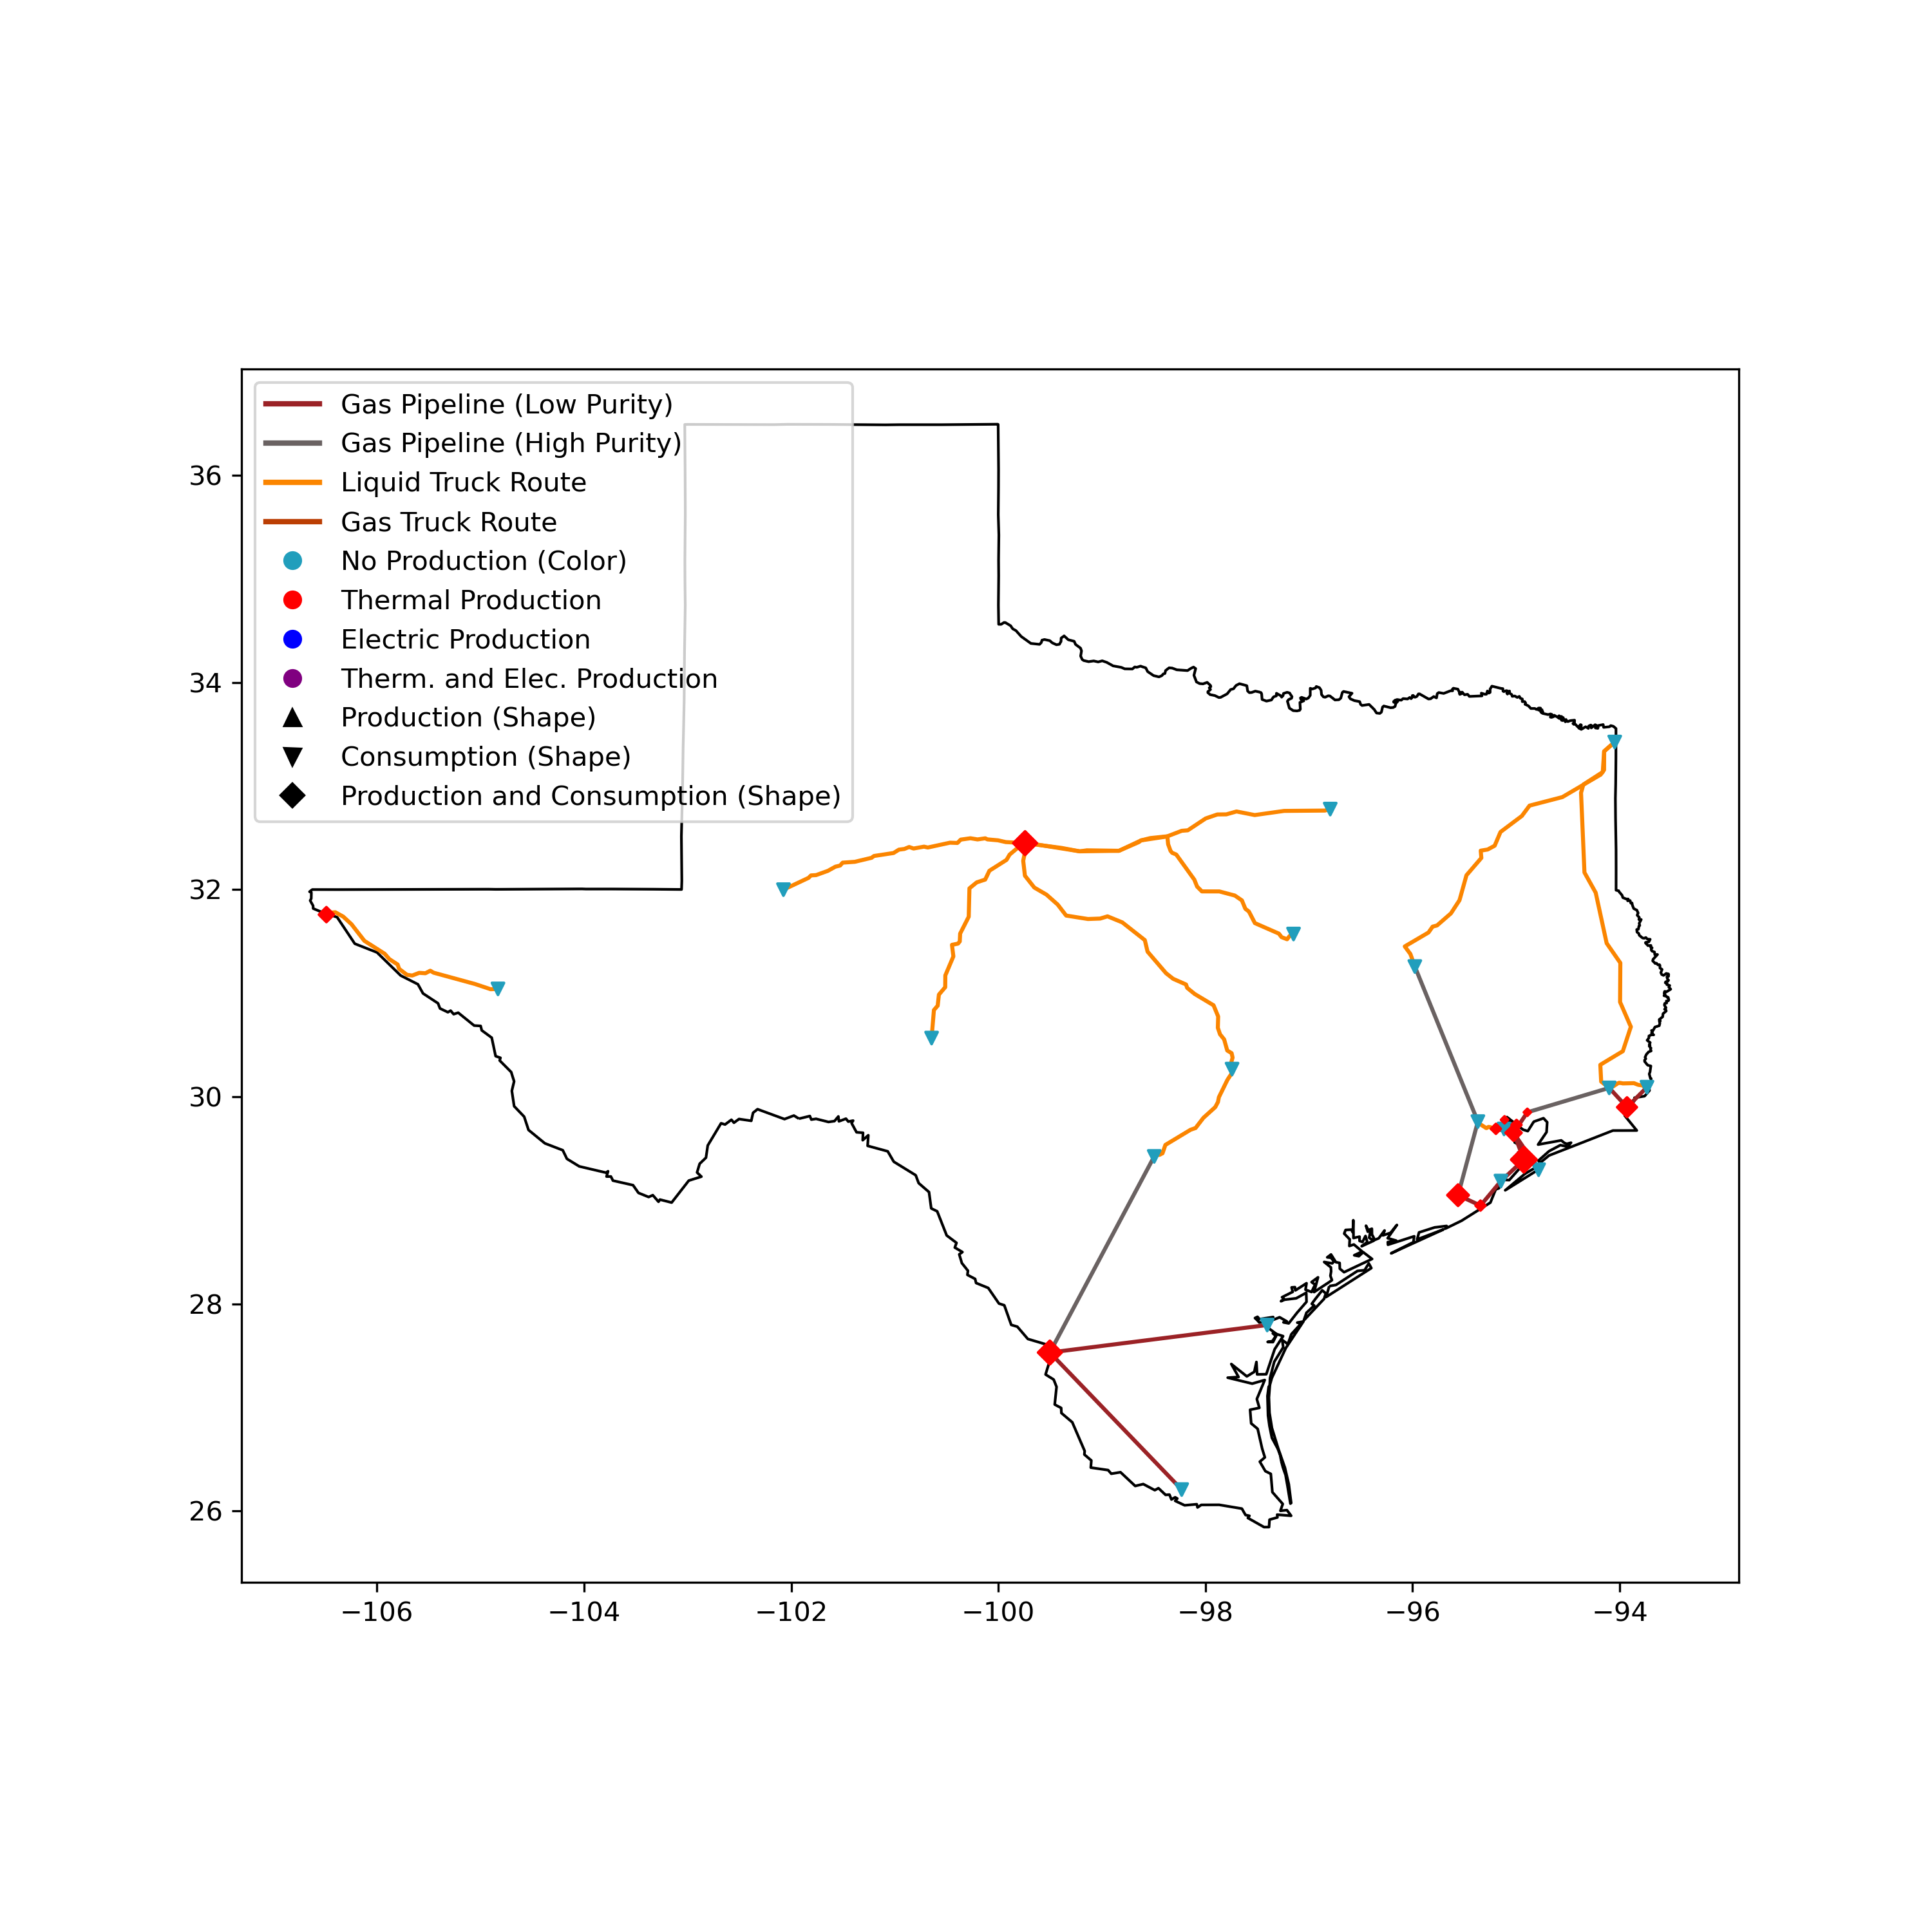 Gas Pipeline (Low Purity)
Gas Pipeline (High Purity)
Liquid Truck Route
Gas Truck Route
No Production (Color)
Thermal Production
Electric Production
Therm. and Elec. Production
Production (Shape)
Consumption (Shape)
Production and Consumption (Shape)
36
34
32
30
28
26
−106 −104 −102 −100 −98 −96 −94